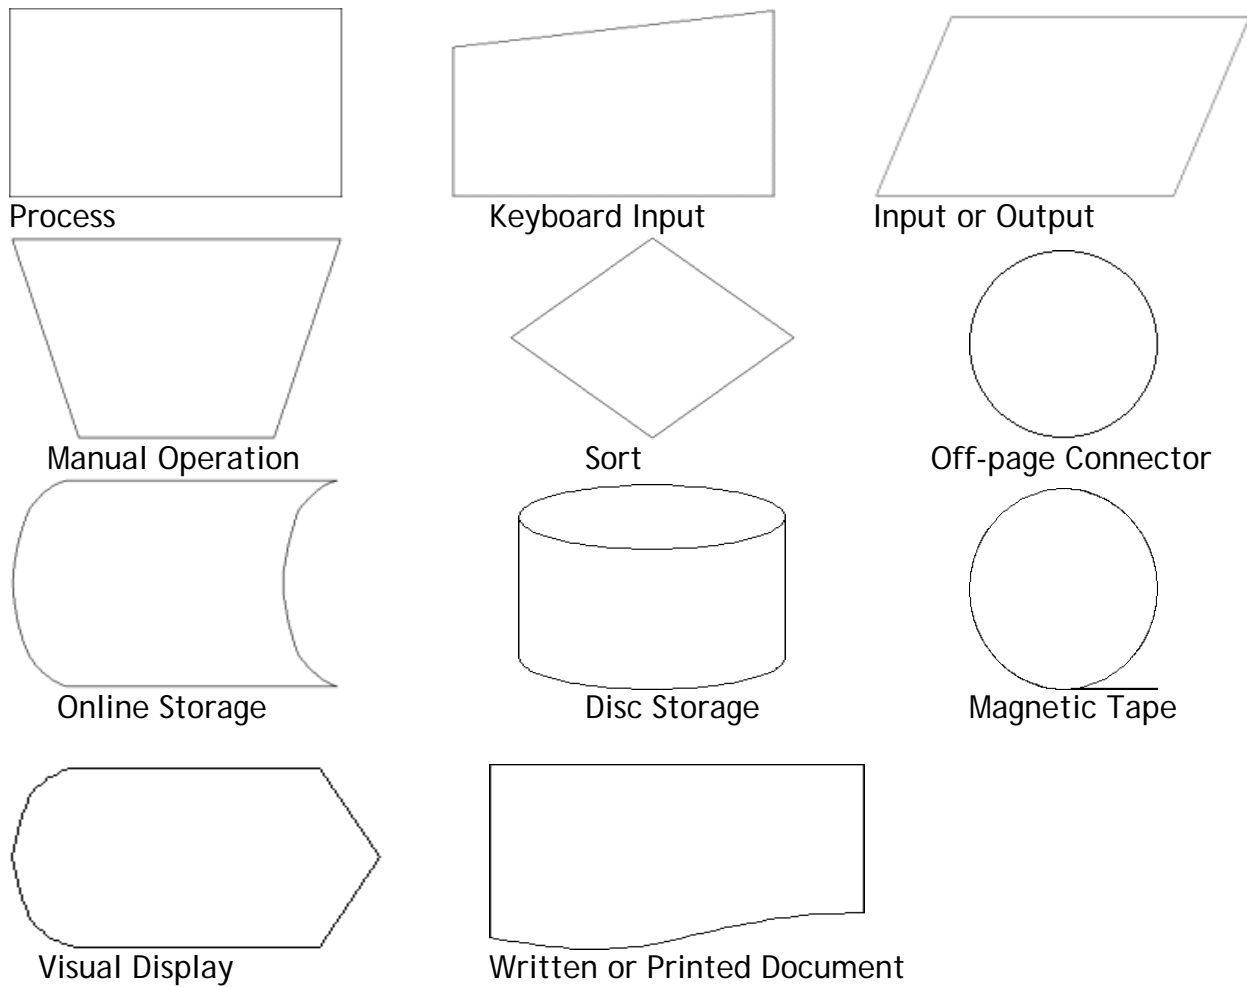 Process
Keyboard Input
Input or Output
Manual Operation
Sort
Off-page Connector
Online Storage
Disc Storage
Magnetic Tape
Visual Display
Written or Printed Document